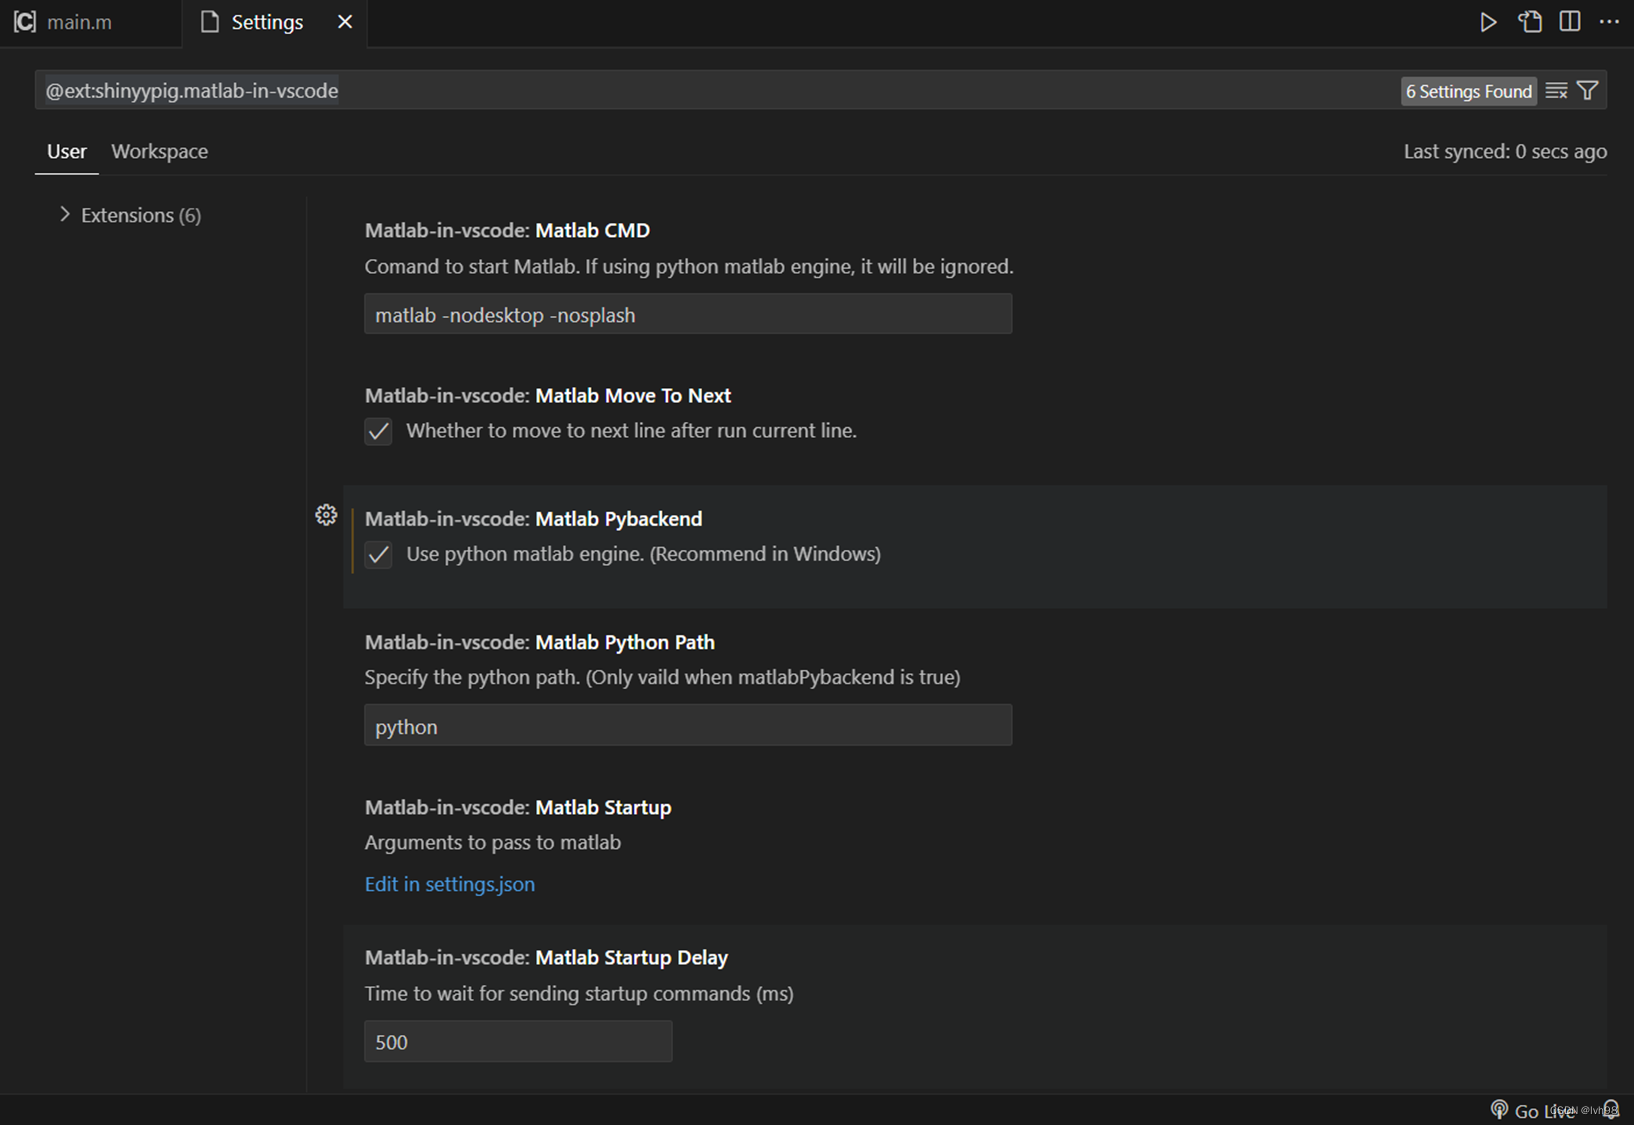 main.m
Settings
@ext:shinyypig.matlab-in-vscode
6 Settings Found
User
Workspace
Last synced: 0 secs ago
Extensions (6)
Matlab-in-vscode: Matlab CMD
Comand to start Matlab. If using python matlab engine, it will be ignored.
matlab -nodesktop -nosplash
Matlab-in-vscode: Matlab Move To Next
Whether to move to next line after run current line.
Matlab-in-vscode: Matlab Pybackend
Use python matlab engine. (Recommend in Windows)
Matlab-in-vscode: Matlab Python Path
Specify the python path. (Only vaild when matlabPybackend is true)
python
Matlab-in-vscode: Matlab Startup
Arguments to pass to matlab
Edit in settings.json
Matlab-in-vscode: Matlab Startup Delay
Time to wait for sending startup commands (ms)
500
Go Live
CSDN @lvh98